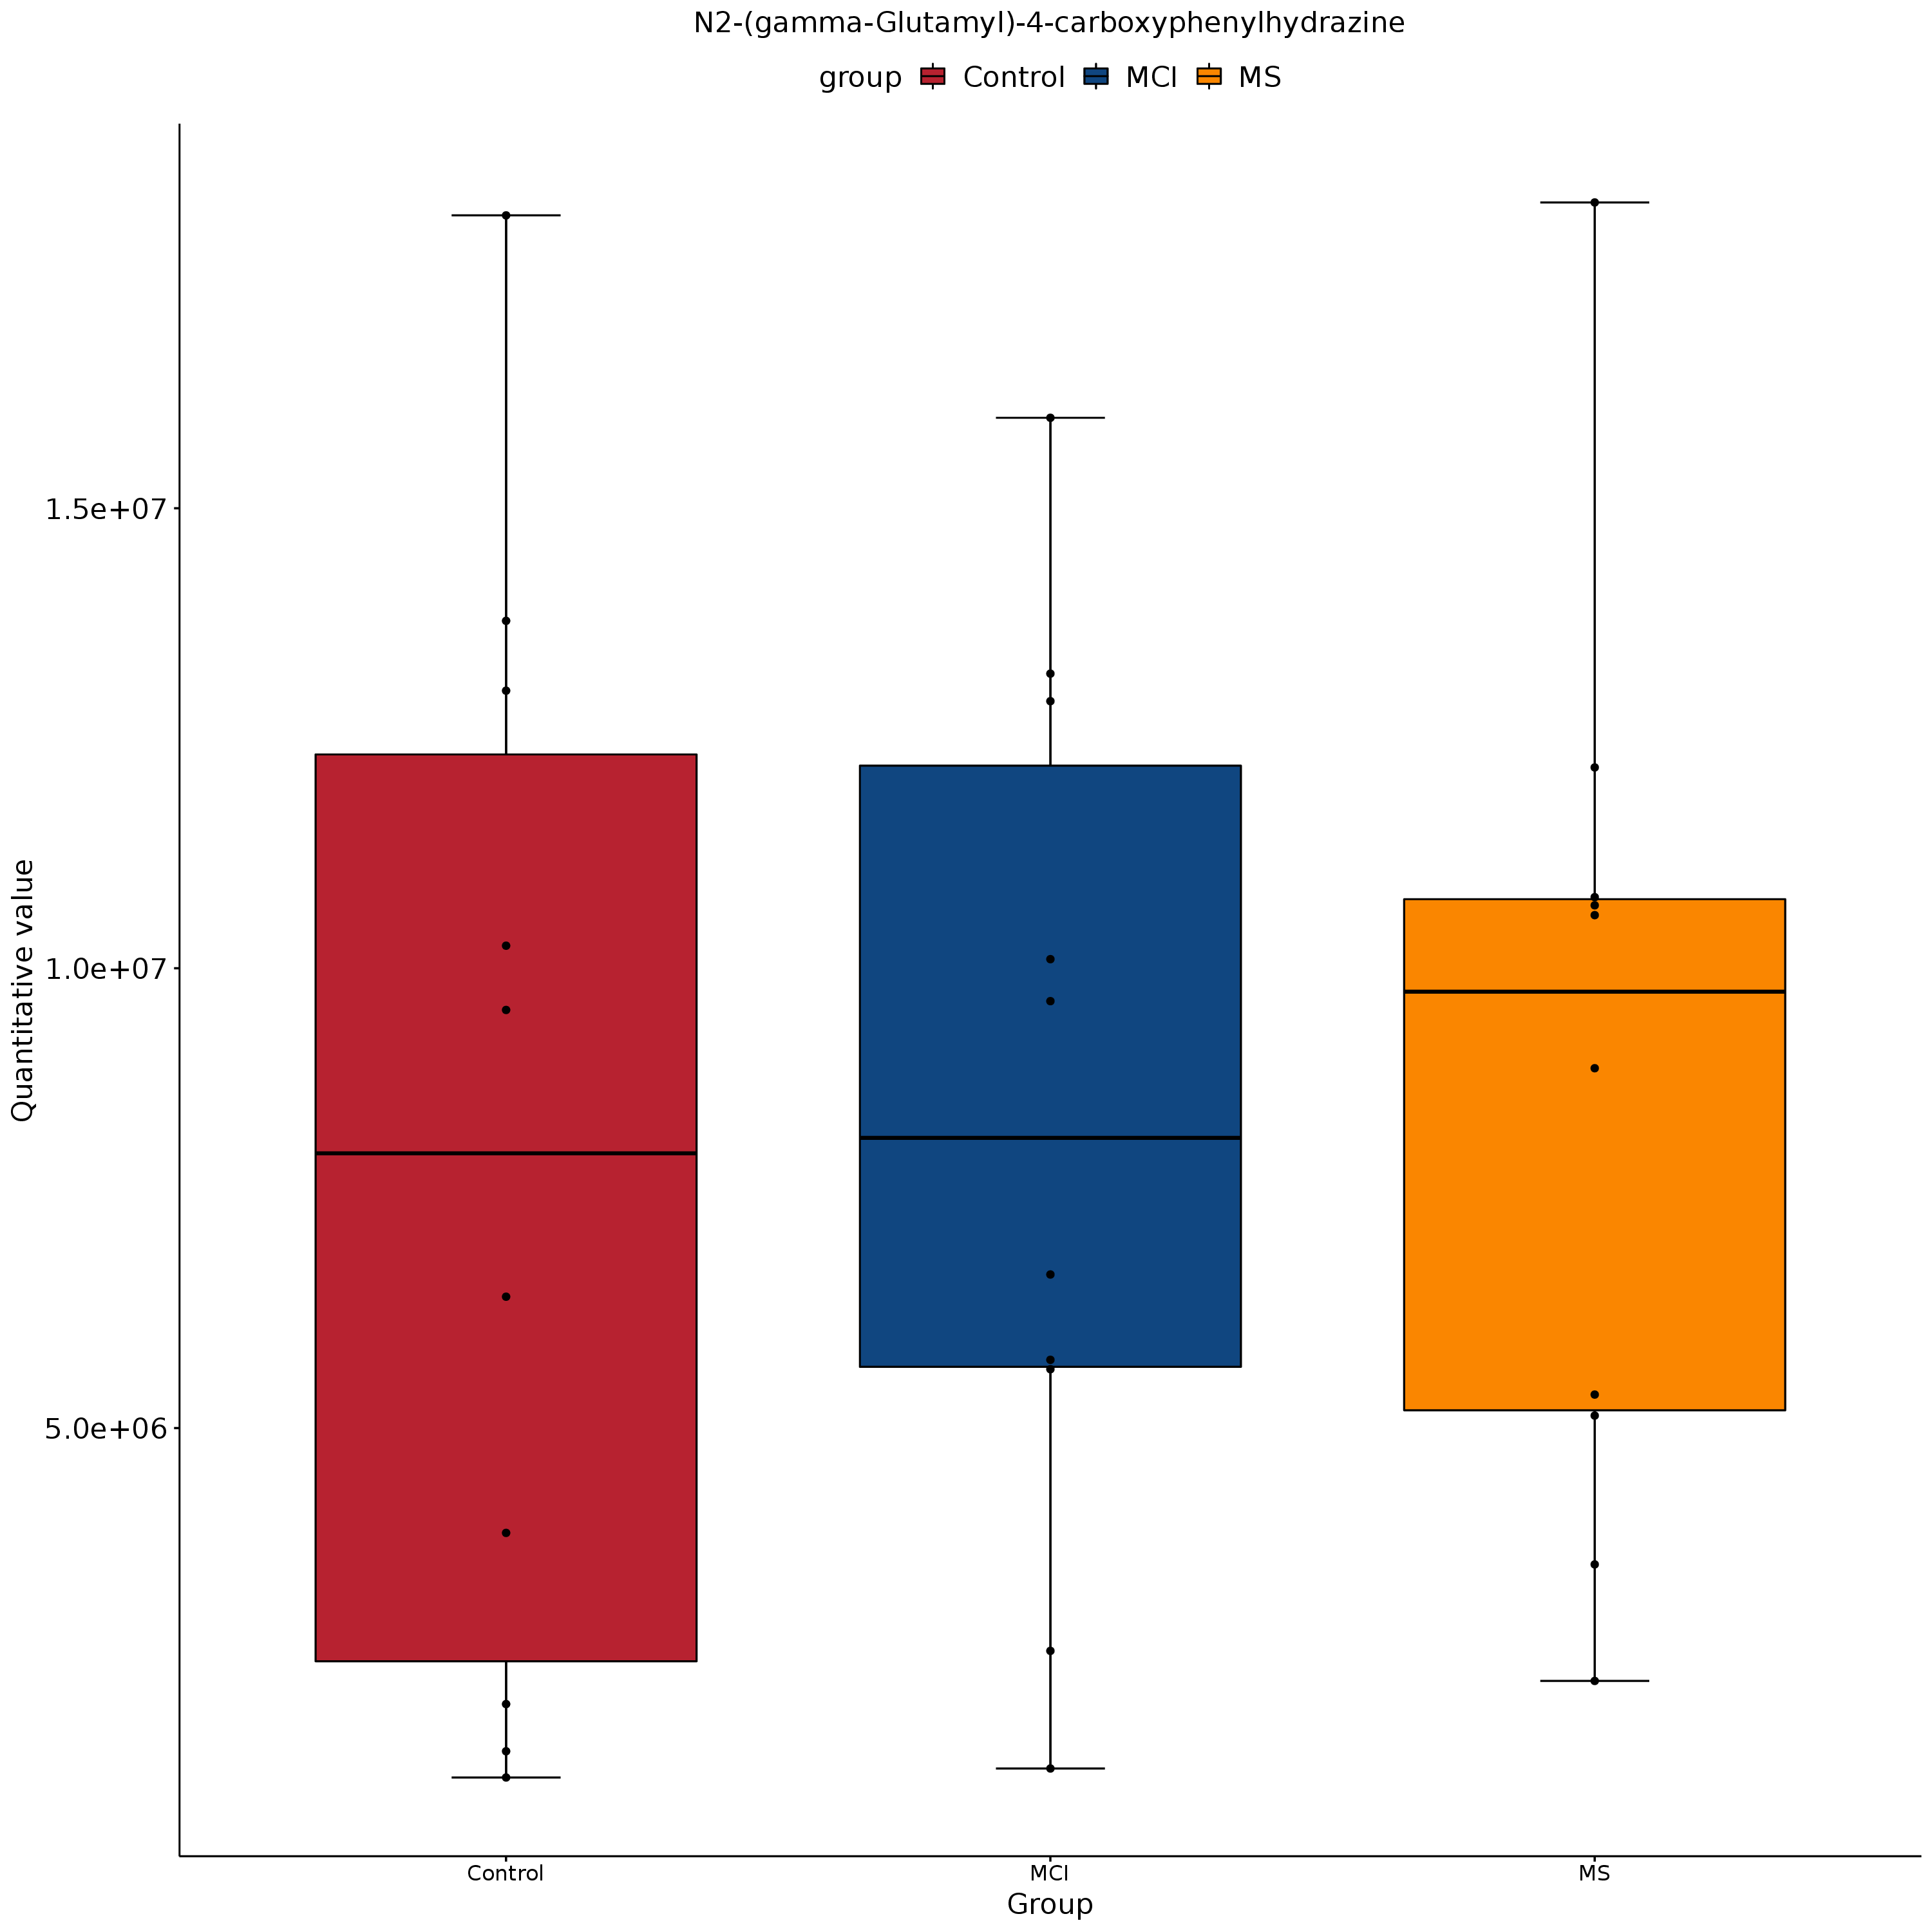 N2-(gamma-Glutamyl)-4-carboxyphenylhydrazine
group Control MCI MS
Quantitative value
1.5e+07
1.0e+07
5.0e+06
Control MCI MS
Group